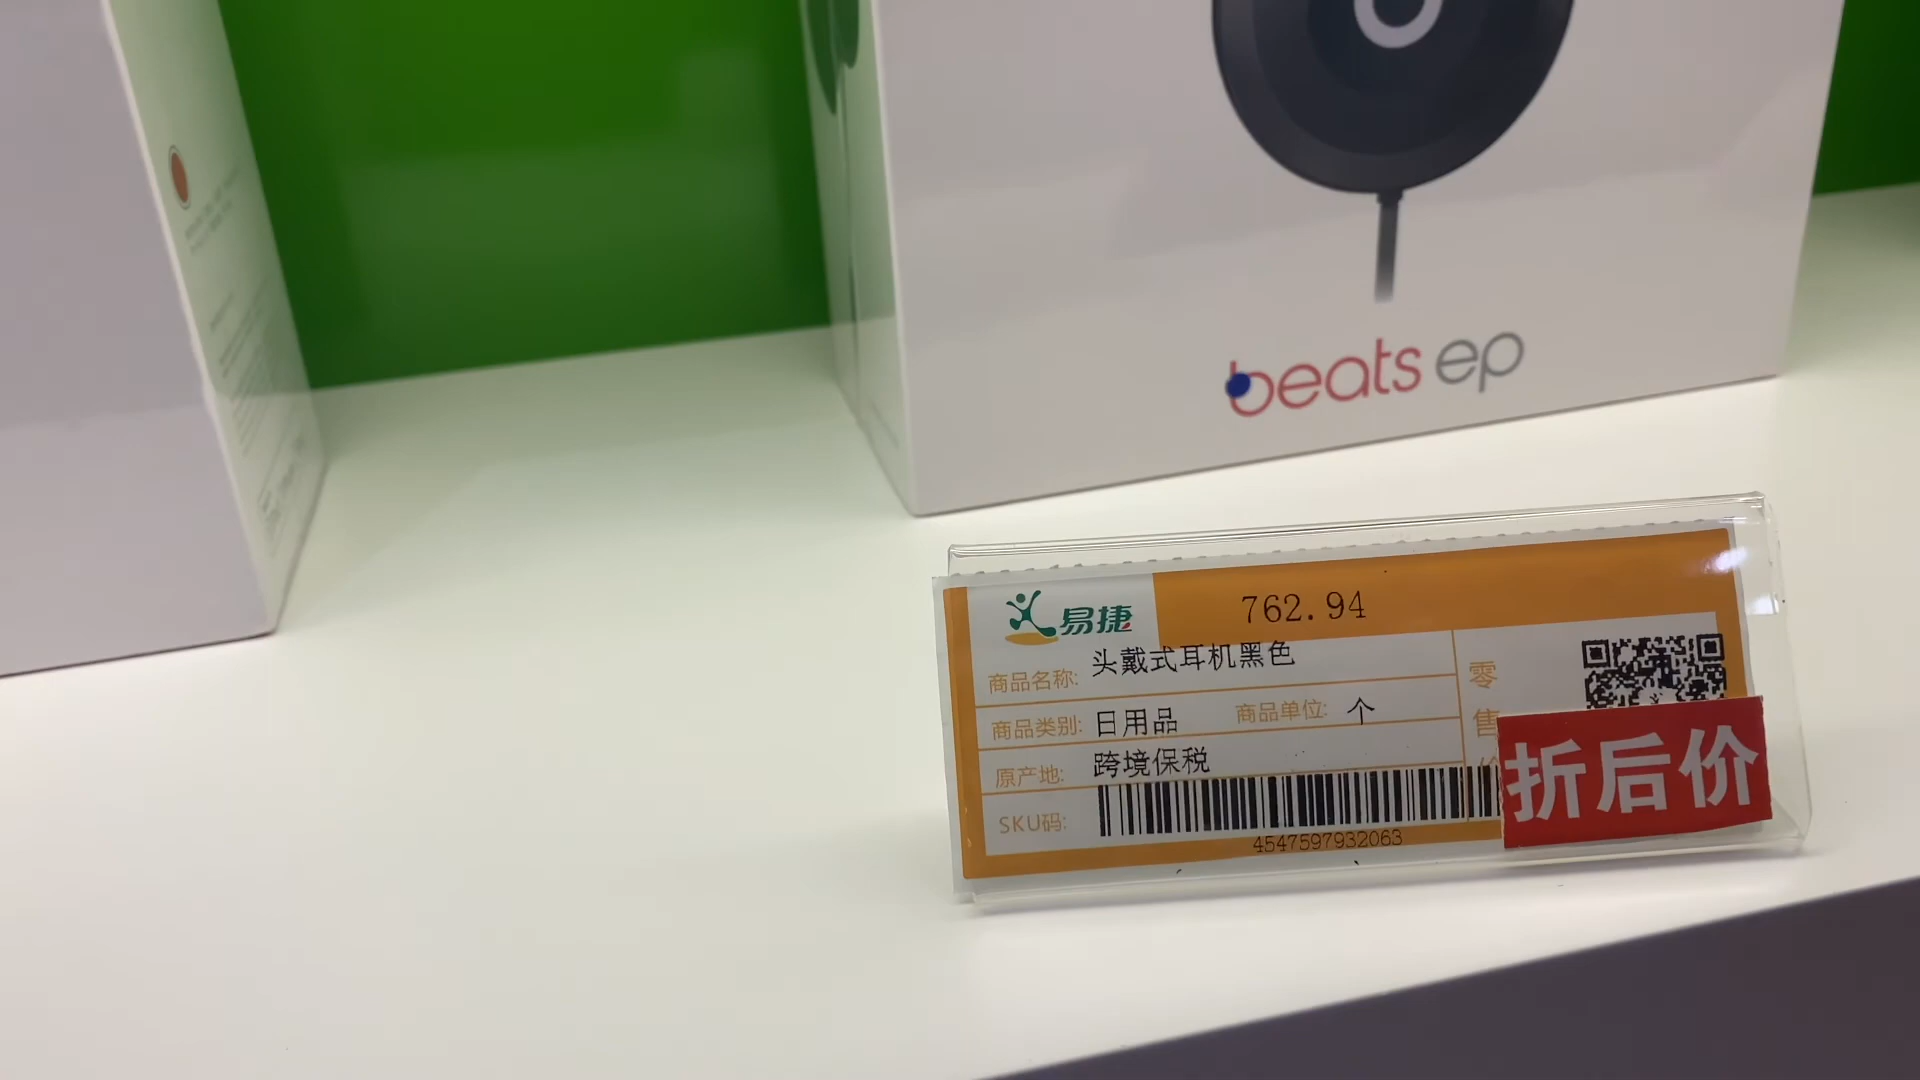 beats ep
易捷
762.94
商品名称: 头戴式耳机黑色
商品类别: 日用品 商品单位: 个
原产地: 跨境保税
SKU码:
4547597932063
零售
折后价